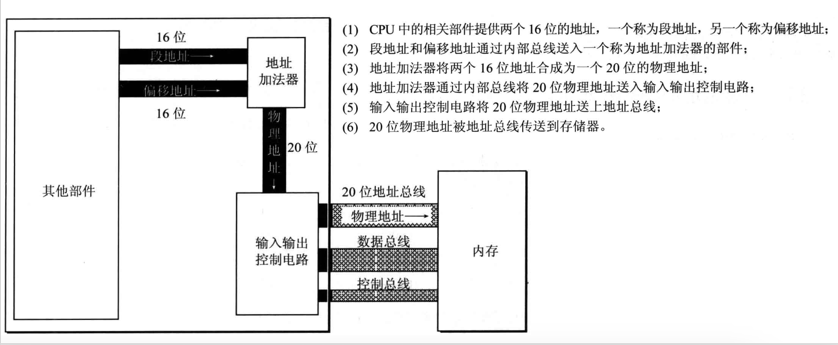 16 位
段地址
偏移地址
16 位
地址
加法器
物
理
地
址
20 位
其他部件
输入输出
控制电路
20 位地址总线
物理地址
数据总线
控制总线
内存
(1) CPU 中的相关部件提供两个 16 位的地址，一个称为段地址，另一个称为偏移地址；
(2) 段地址和偏移地址通过内部总线送入一个称为地址加法器的部件；
(3) 地址加法器将两个 16 位地址合成为一个 20 位的物理地址；
(4) 地址加法器通过内部总线将 20 位物理地址送入输入输出控制电路；
(5) 输入输出控制电路将 20 位物理地址送上地址总线；
(6) 20 位物理地址被地址总线传送到存储器。